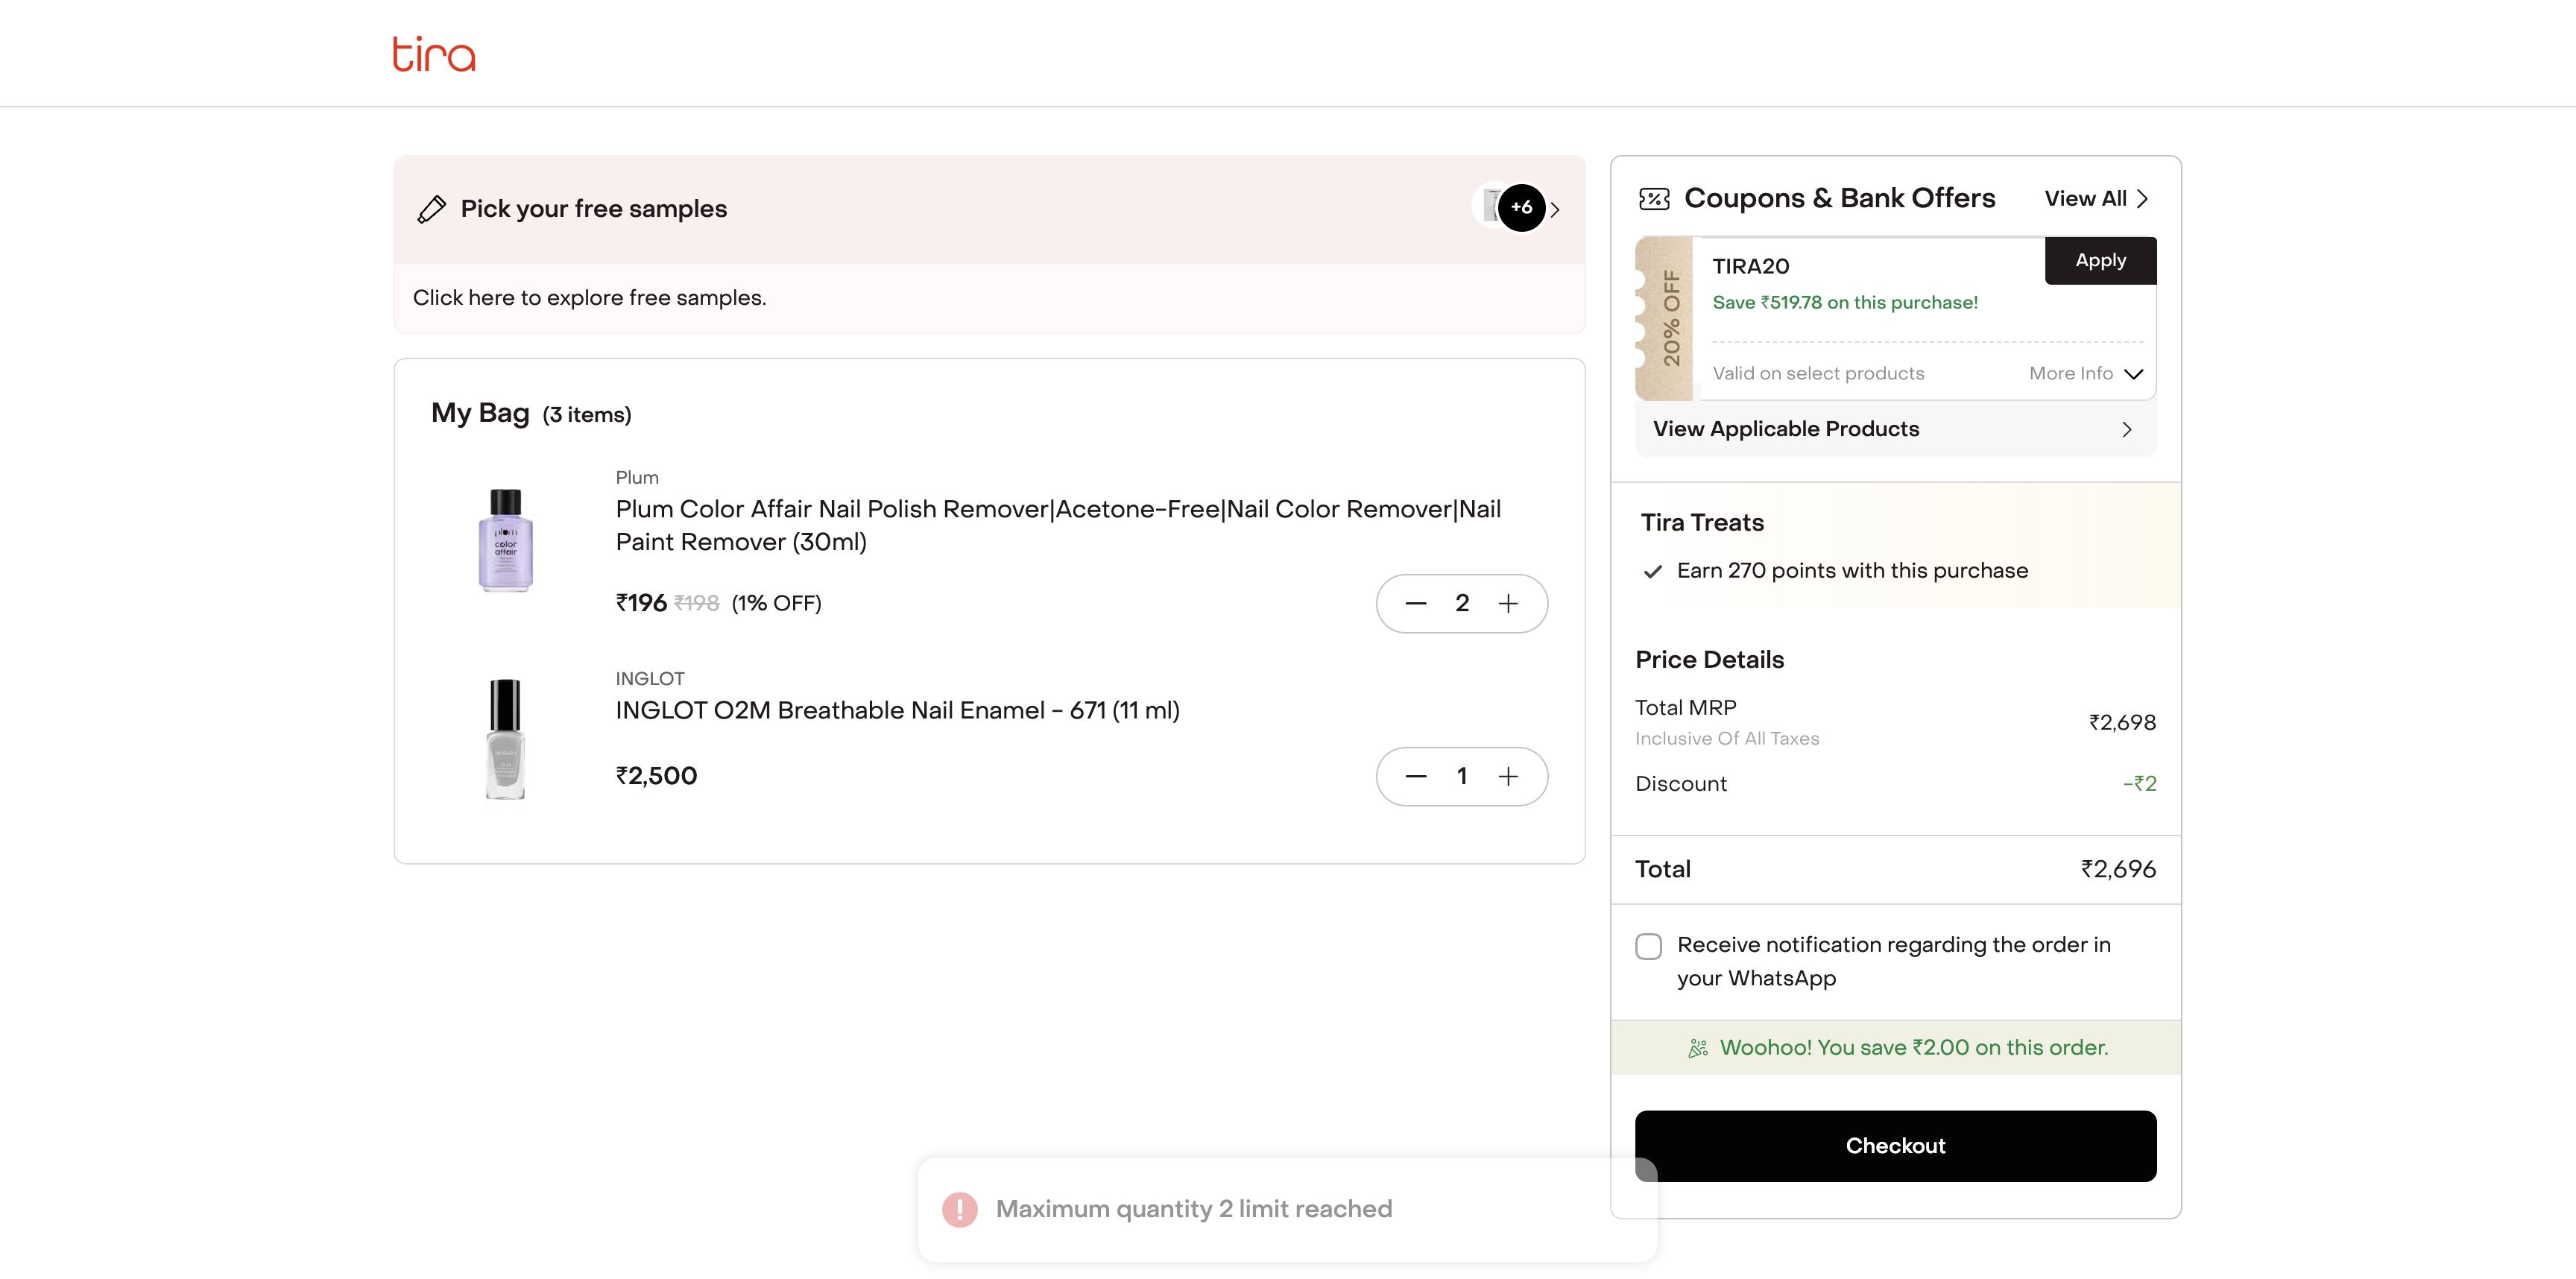 tira
Pick your free samples
+6
Click here to explore free samples.
My Bag (3 items)
plum
color
affair
Plum
Plum Color Affair Nail Polish Remover|Acetone-Free|Nail Color Remover|Nail
Paint Remover (30ml)
₹196 ₹198 (1% OFF)
2
INGLOT
INGLOT
INGLOT O2M Breathable Nail Enamel - 671 (11 ml)
₹2,500
1
Coupons & Bank Offers
View All
20% OFF
TIRA20
Apply
Save ₹519.78 on this purchase!
Valid on select products
More Info
View Applicable Products
Tira Treats
Earn 270 points with this purchase
Price Details
Total MRP
₹2,698
Inclusive Of All Taxes
Discount
-₹2
Total
₹2,696
Receive notification regarding the order in
your WhatsApp
Woohoo! You save ₹2.00 on this order.
Checkout
Maximum quantity 2 limit reached